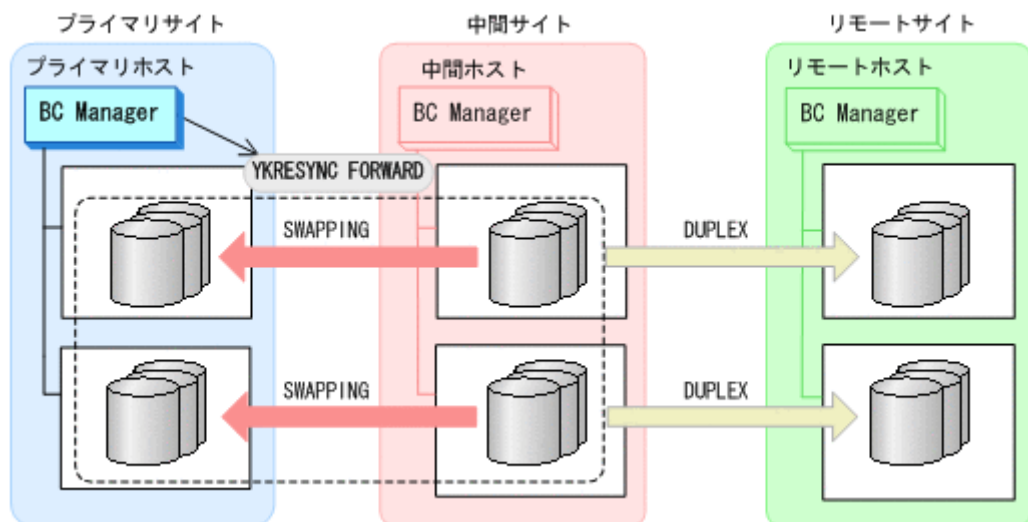 プライマリサイト
中間サイト
リモートサイト
プライマリホスト
中間ホスト
リモートホスト
BC Manager
BC Manager
BC Manager
YKRESYNC FORWARD
SWAPPING
DUPLEX
SWAPPING
DUPLEX